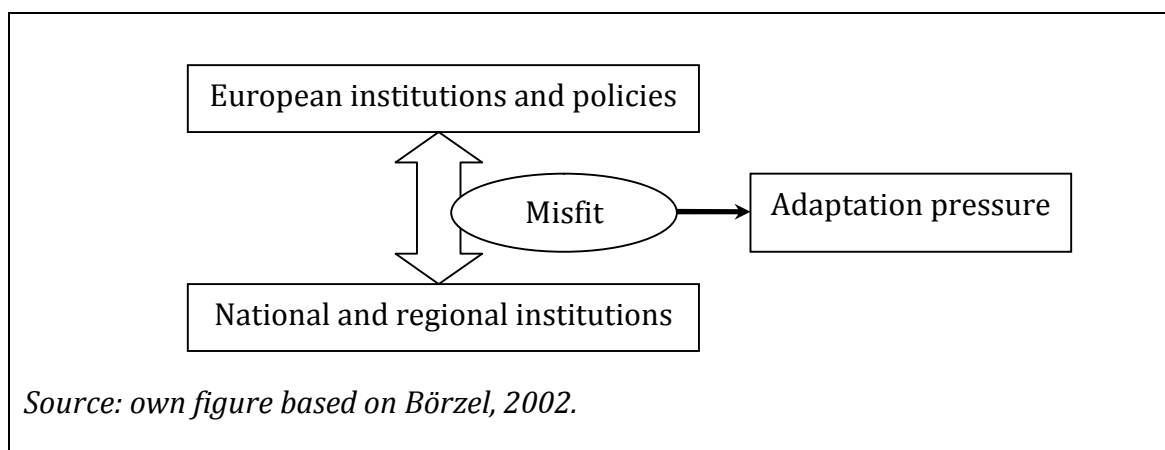 European institutions and policies
Misfit
Adaptation pressure
National and regional institutions
Source: own figure based on Börzel, 2002.